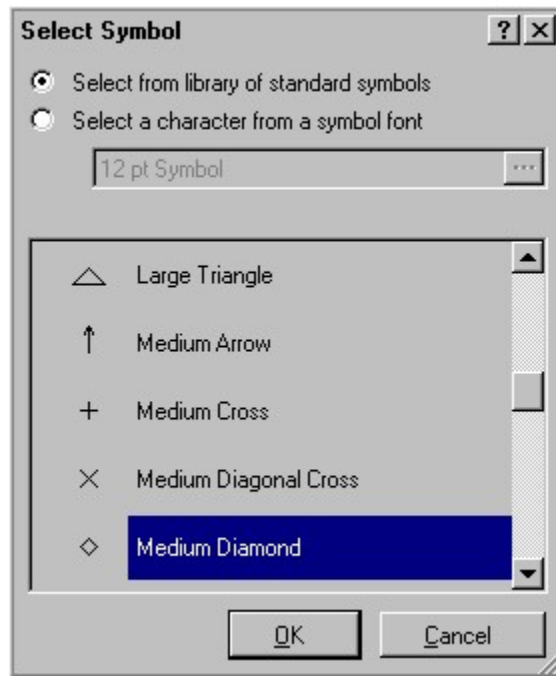 Select Symbol
Select from library of standard symbols
Select a character from a symbol font
12 pt Symbol
Large Triangle
Medium Arrow
Medium Cross
Medium Diagonal Cross
Medium Diamond
OK
Cancel